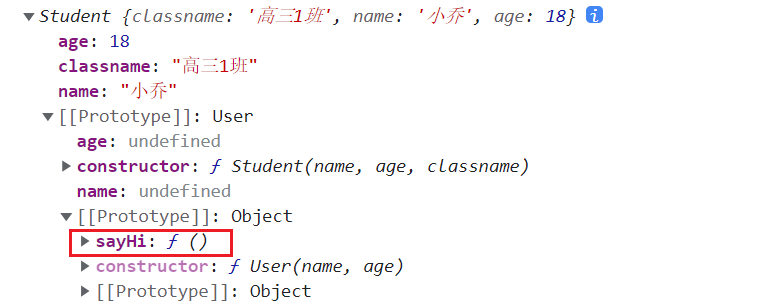 Student {classname: '高三1班', name: '小乔', age: 18} i
age: 18
classname: "高三1班"
name: "小乔"
[[Prototype]]: User
age: undefined
constructor: ƒ Student(name, age, classname)
name: undefined
[[Prototype]]: Object
sayHi: ƒ ()
constructor: ƒ User(name, age)
[[Prototype]]: Object